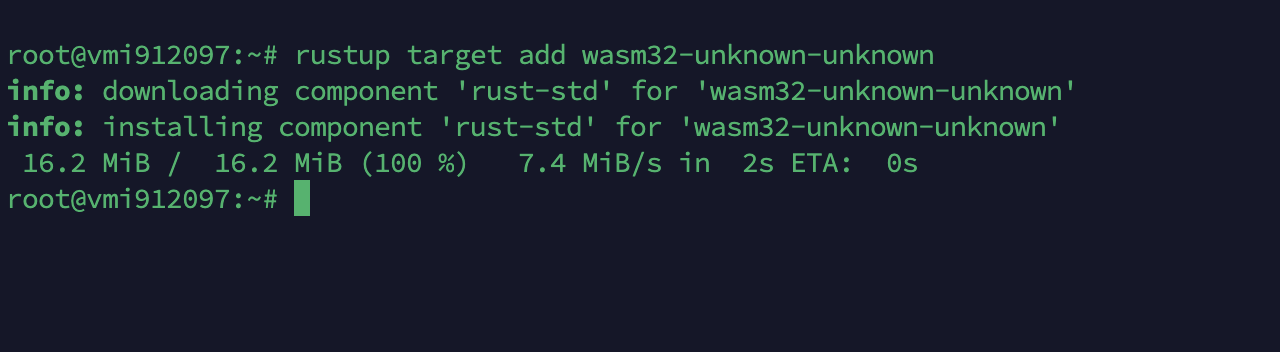 root@vmi912097:~# rustup target add wasm32-unknown-unknown
info: downloading component 'rust-std' for 'wasm32-unknown-unknown'
info: installing component 'rust-std' for 'wasm32-unknown-unknown'
 16.2 MiB /  16.2 MiB (100 %)   7.4 MiB/s in  2s ETA:  0s
root@vmi912097:~#